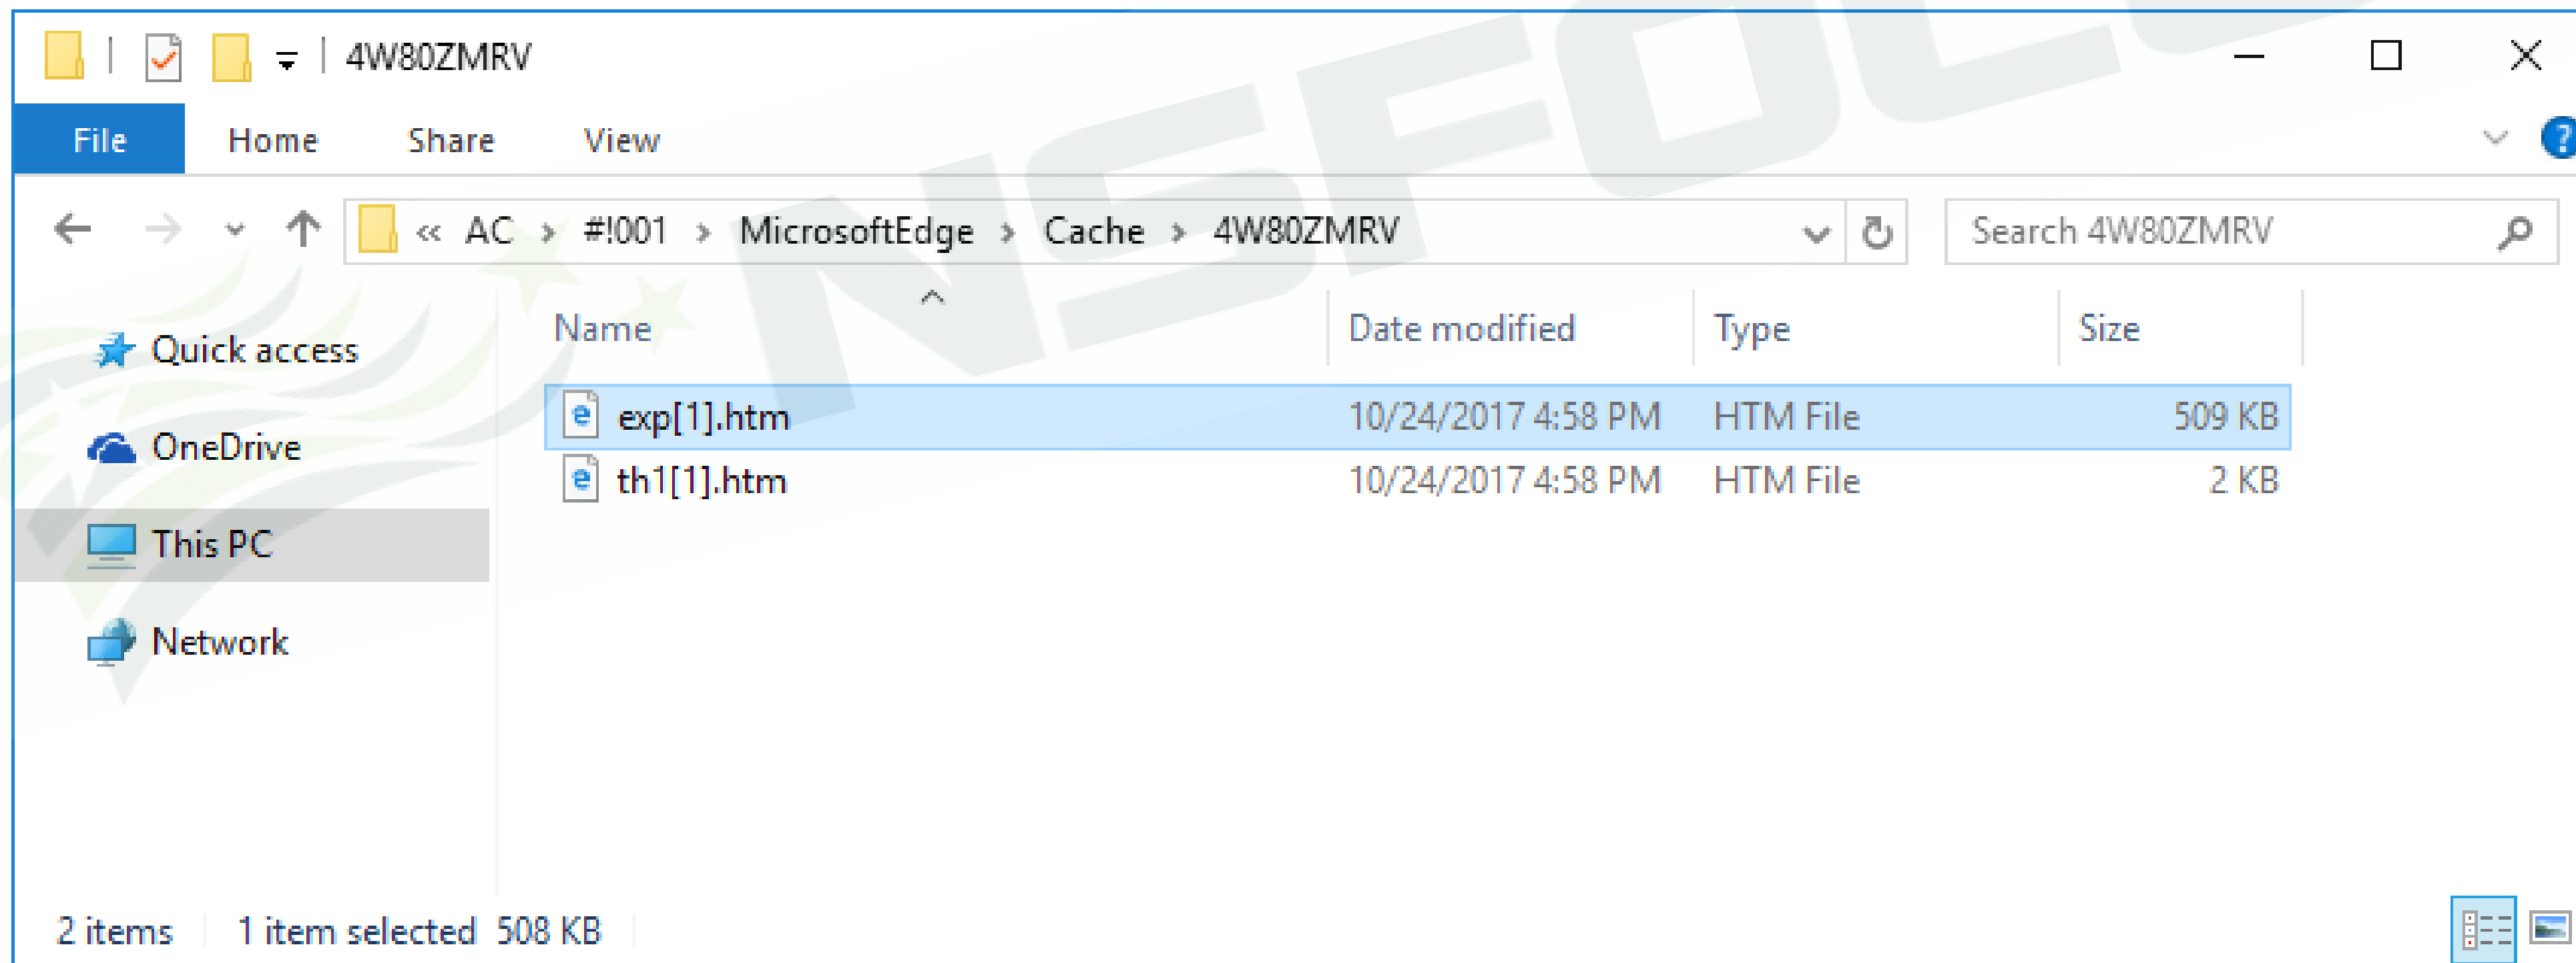 4W80ZMRV
File Home Share View
« AC › #!001 › MicrosoftEdge › Cache › 4W80ZMRV Search 4W80ZMRV
Name Date modified Type Size
Quick access
exp[1].htm 10/24/2017 4:58 PM HTM File 509 KB
OneDrive
th1[1].htm 10/24/2017 4:58 PM HTM File 2 KB
This PC
Network
2 items 1 item selected 508 KB
NSFOCU